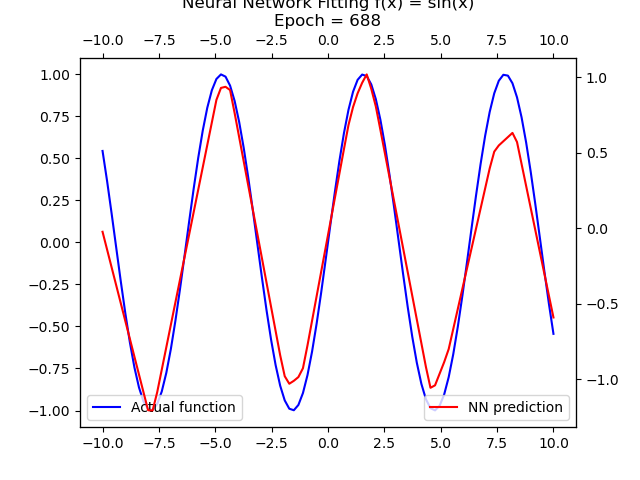 Neural Network Fitting f(x) = sin(x)
Epoch = 688
−10.0 −7.5 −5.0 −2.5 0.0 2.5 5.0 7.5 10.0
1.00 1.0
0.75
0.50 0.5
0.25
0.00 0.0
−0.25
−0.50 −0.5
−0.75
−1.0
−1.00
Actual function NN prediction
−10.0 −7.5 −5.0 −2.5 0.0 2.5 5.0 7.5 10.0